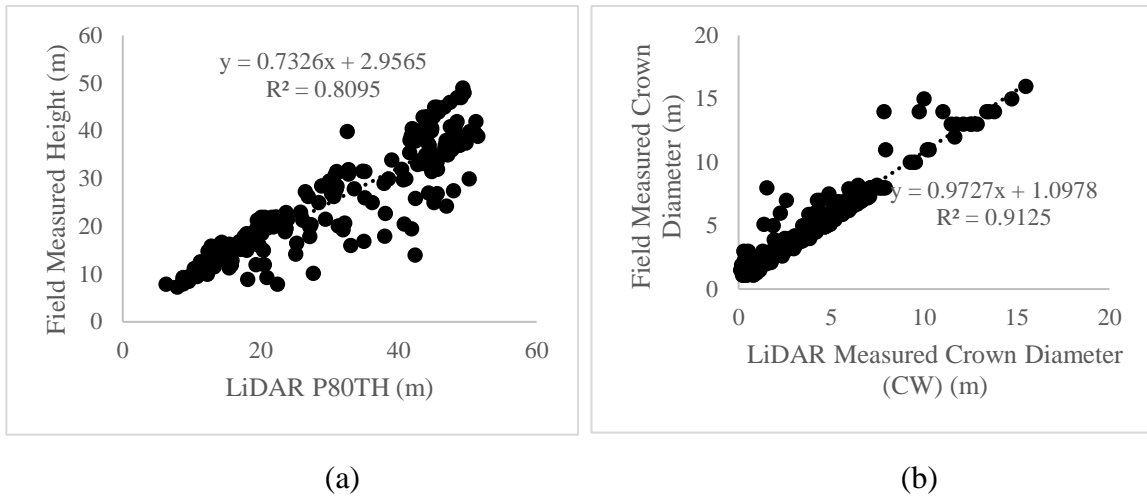 60
50
40
30
20
10
0
0
20
40
60
Field Measured Height (m)
LiDAR P80TH (m)
y = 0.7326x + 2.9565
R² = 0.8095
(a)
20
15
10
5
0
0
5
10
15
20
Field Measured Crown
Diameter (m)
LiDAR Measured Crown Diameter
(CW) (m)
y = 0.9727x + 1.0978
R² = 0.9125
(b)